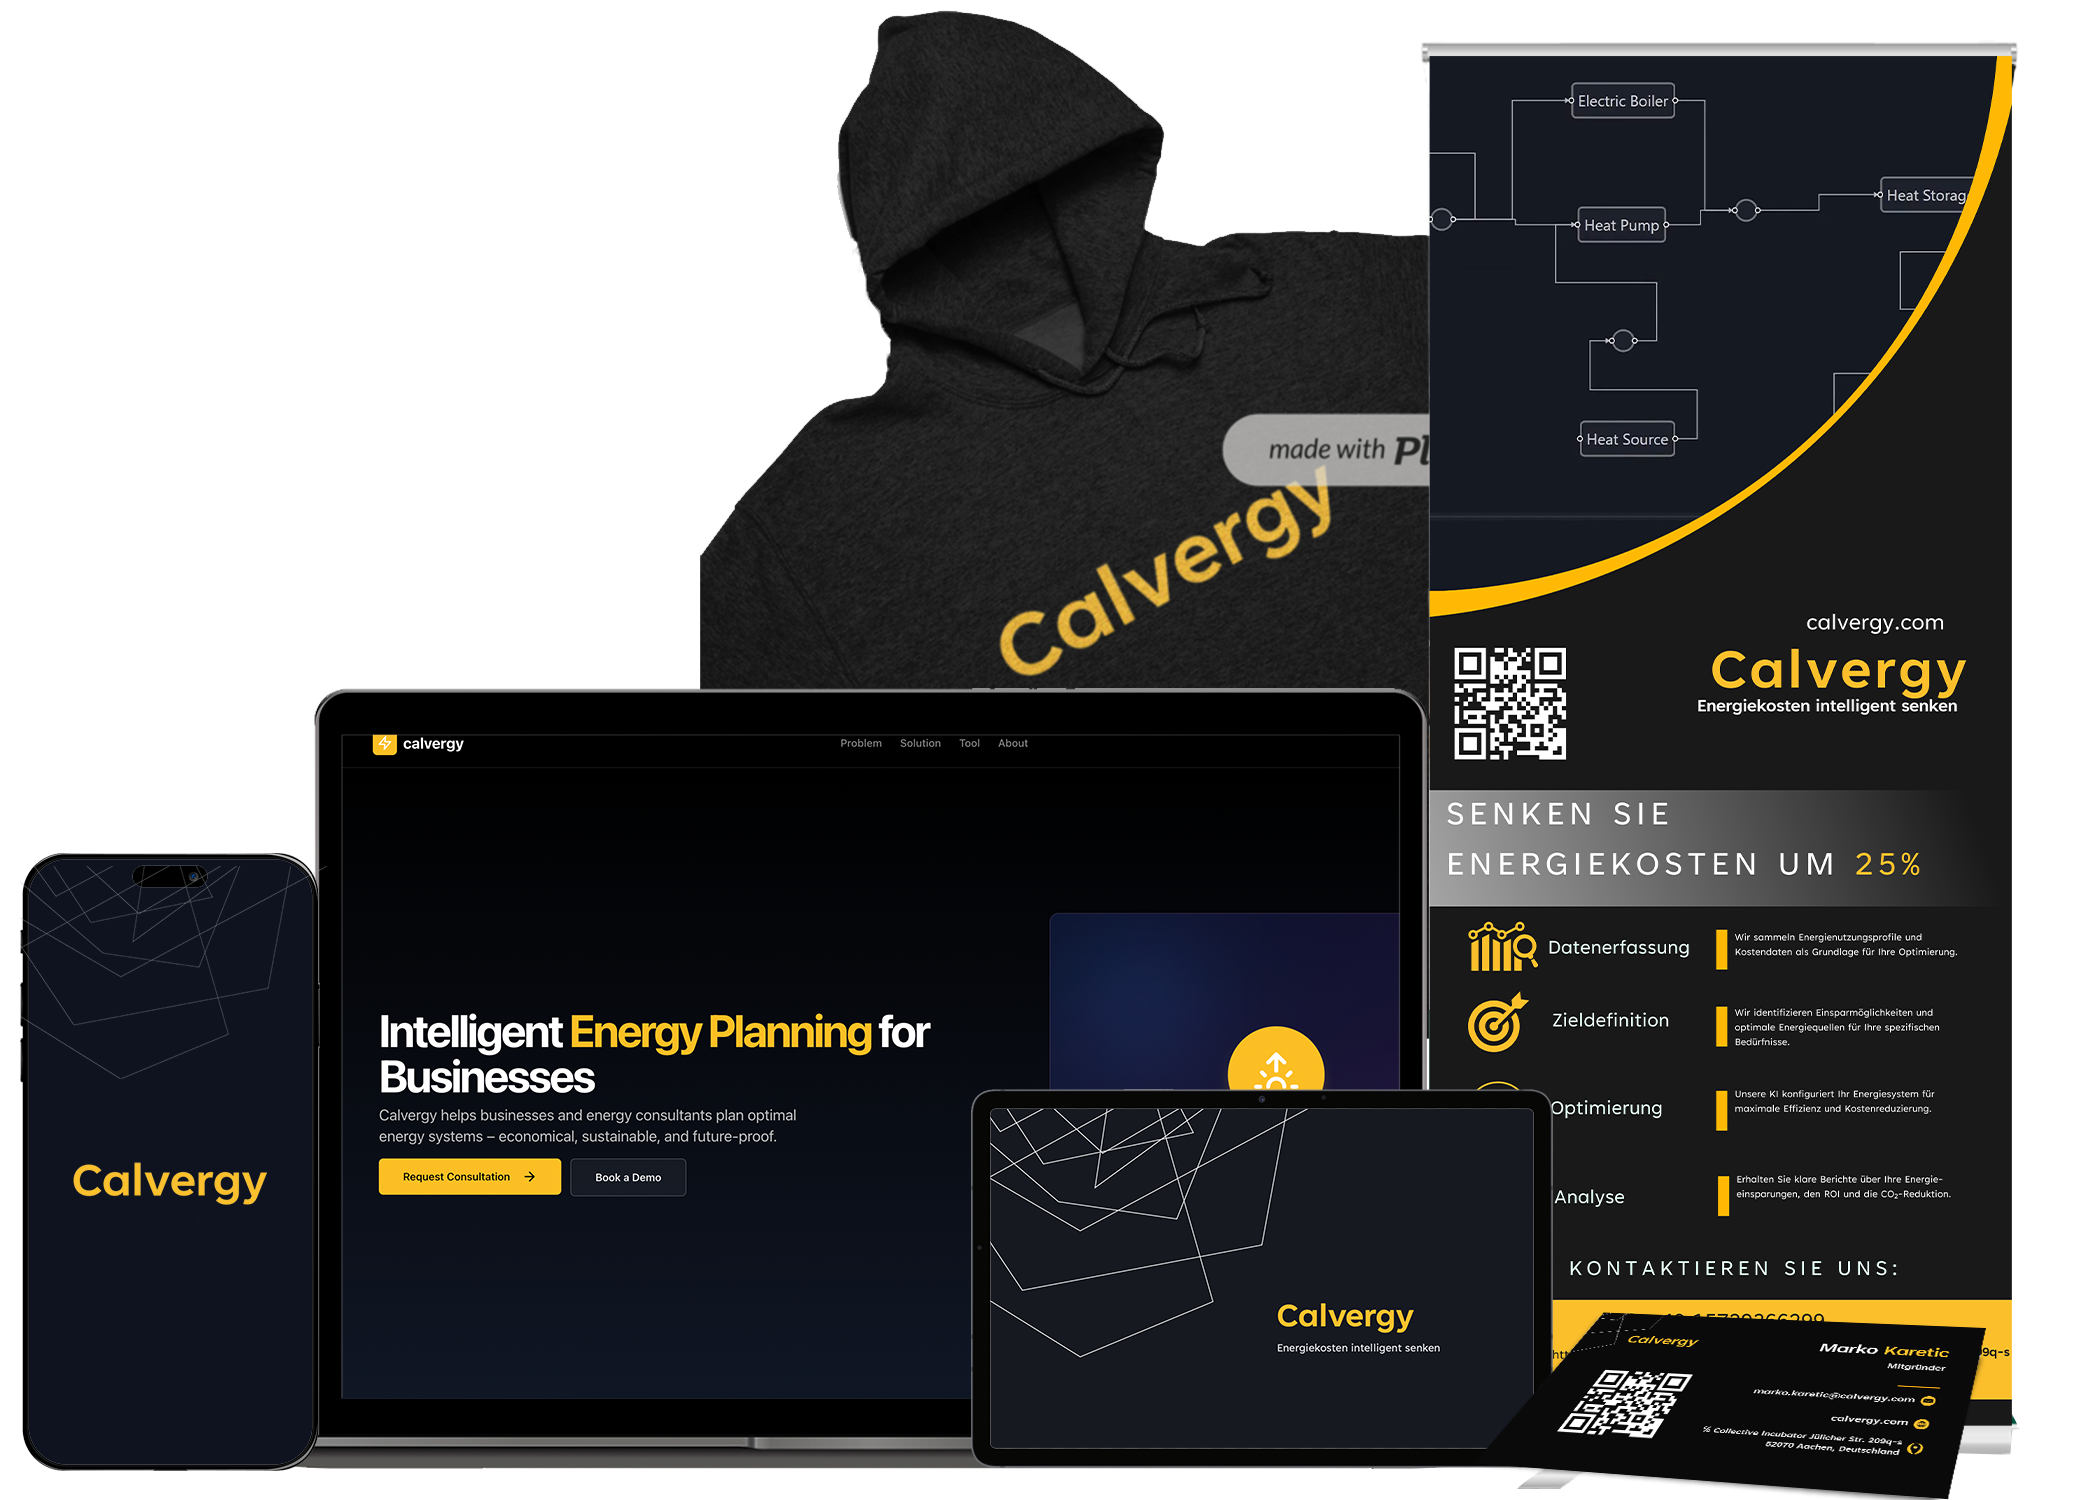 made with
Calvergy
Electric Boiler
Heat Pump
Heat Storag
Heat Source
calvergy.com
Calvergy
Energiekosten intelligent senken
SENKEN SIE
ENERGIEKOSTEN UM 25%
Datenerfassung
Wir sammeln Energienutzungsprofile und
Kostendaten als Grundlage für Ihre Optimierung.
Zieldefinition
Wir identifizieren Einsparmöglichkeiten und
optimale Energiequellen für Ihre spezifischen
Bedürfnisse.
Optimierung
Unsere KI konfiguriert Ihr Energiesystem für
maximale Effizienz und Kostenreduzierung.
Analyse
Erhalten Sie klare Berichte über Ihre Energie-
einsparungen, den ROI und die CO₂-Reduktion.
KONTAKTIEREN SIE UNS:
calvergy
Problem Solution Tool About
Intelligent Energy Planning for
Businesses
Calvergy helps businesses and energy consultants plan optimal
energy systems – economical, sustainable, and future-proof.
Request Consultation → Book a Demo
Calvergy
Calvergy
Energiekosten intelligent senken
Calvergy
Marko Karetic
Mitgründer
marko.karetic@calvergy.com
calvergy.com
℅ Collective Incubator Jülicher Str. 209q-s
52070 Aachen, Deutschland